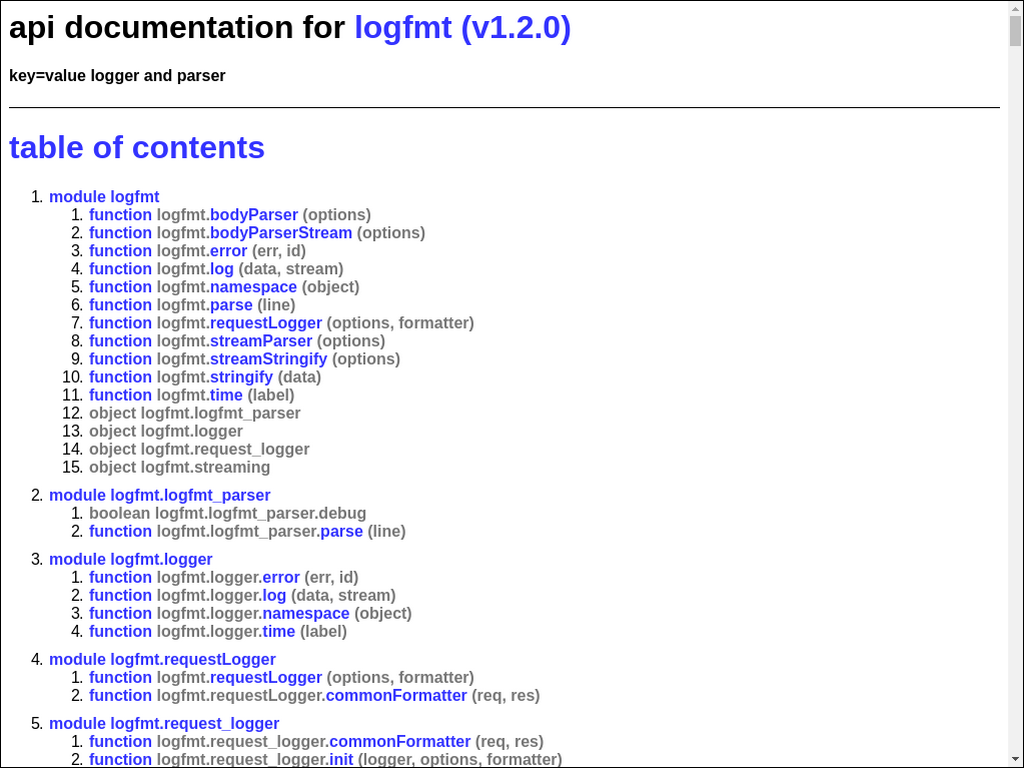 api documentation for logfmt (v1.2.0)
key=value logger and parser
table of contents
1. module logfmt
1. function logfmt.bodyParser (options)
2. function logfmt.bodyParserStream (options)
3. function logfmt.error (err, id)
4. function logfmt.log (data, stream)
5. function logfmt.namespace (object)
6. function logfmt.parse (line)
7. function logfmt.requestLogger (options, formatter)
8. function logfmt.streamParser (options)
9. function logfmt.streamStringify (options)
10. function logfmt.stringify (data)
11. function logfmt.time (label)
12. object logfmt.logfmt_parser
13. object logfmt.logger
14. object logfmt.request_logger
15. object logfmt.streaming
2. module logfmt.logfmt_parser
1. boolean logfmt.logfmt_parser.debug
2. function logfmt.logfmt_parser.parse (line)
3. module logfmt.logger
1. function logfmt.logger.error (err, id)
2. function logfmt.logger.log (data, stream)
3. function logfmt.logger.namespace (object)
4. function logfmt.logger.time (label)
4. module logfmt.requestLogger
1. function logfmt.requestLogger (options, formatter)
2. function logfmt.requestLogger.commonFormatter (req, res)
5. module logfmt.request_logger
1. function logfmt.request_logger.commonFormatter (req, res)
2. function logfmt.request_logger.init (logger, options, formatter)